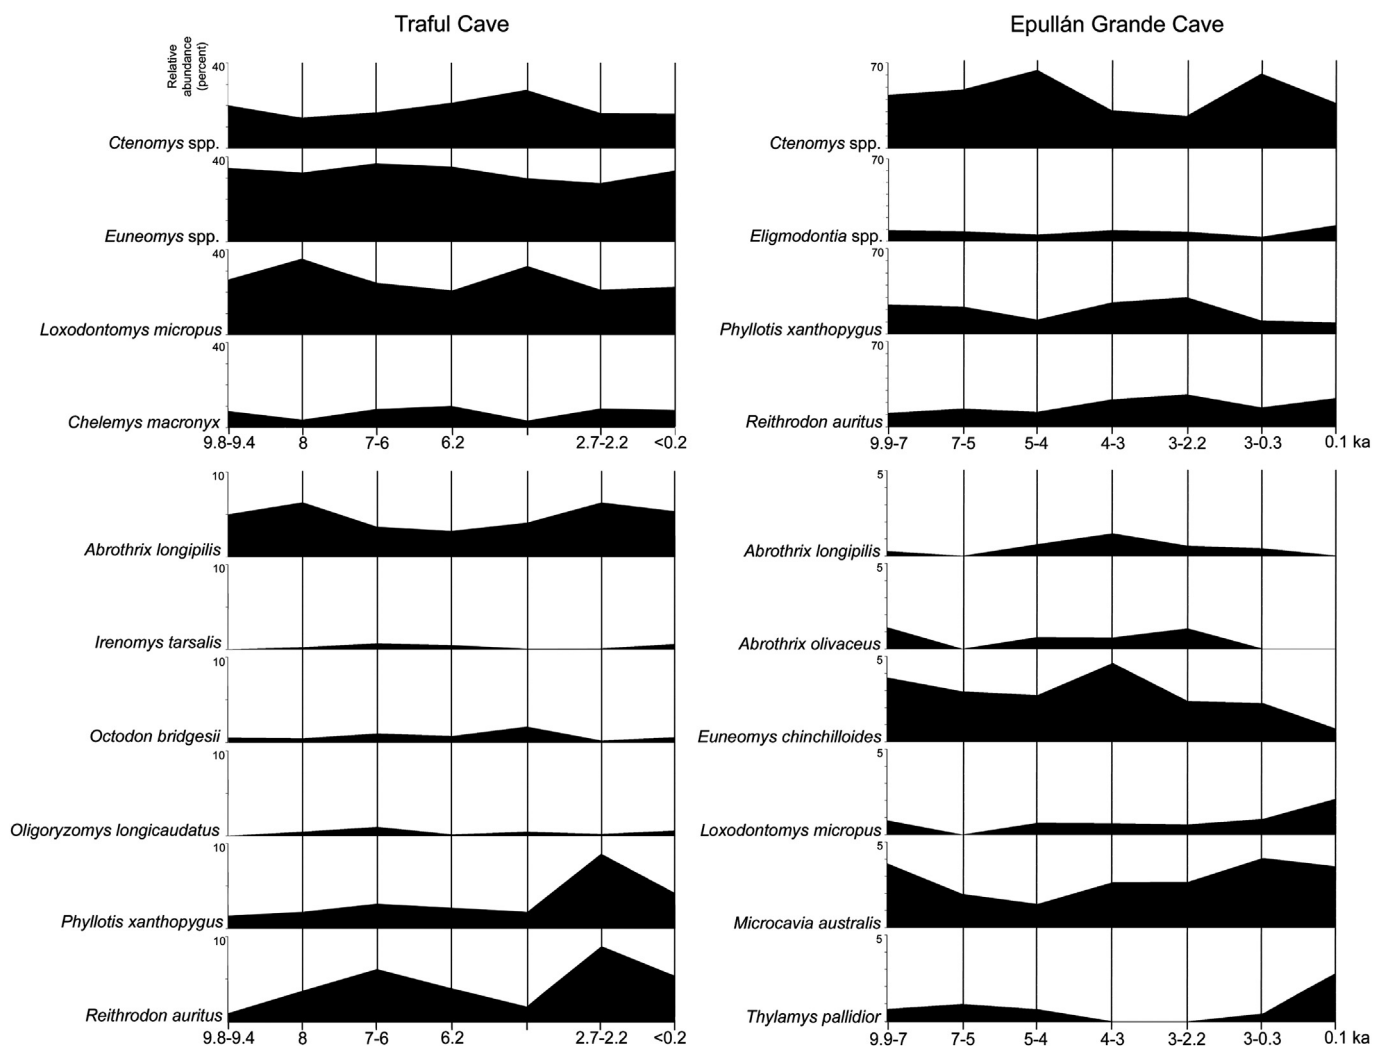 Traful Cave
Relative
abundance
(percent)
40
Ctenomys spp.
40
Euneomys spp.
40
Loxodontomys micropus
40
Chelemys macronyx
9.8-9.4 8 7-6 6.2 2.7-2.2 <0.2
10
Abrothrix longipilis
10
Irenomys tarsalis
10
Octodon bridgesii
10
Oligoryzomys longicaudatus
10
Phyllotis xanthopygus
10
Reithrodon auritus
9.8-9.4 8 7-6 6.2 2.7-2.2 <0.2
Epullán Grande Cave
70
Ctenomys spp.
70
Eligmodontia spp.
70
Phyllotis xanthopygus
70
Reithrodon auritus
9.9-7 7-5 5-4 4-3 3-2.2 3-0.3 0.1 ka
5
Abrothrix longipilis
5
Abrothrix olivaceus
5
Euneomys chinchilloides
5
Loxodontomys micropus
5
Microcavia australis
5
Thylamys pallidior
9.9-7 7-5 5-4 4-3 3-2.2 3-0.3 0.1 ka